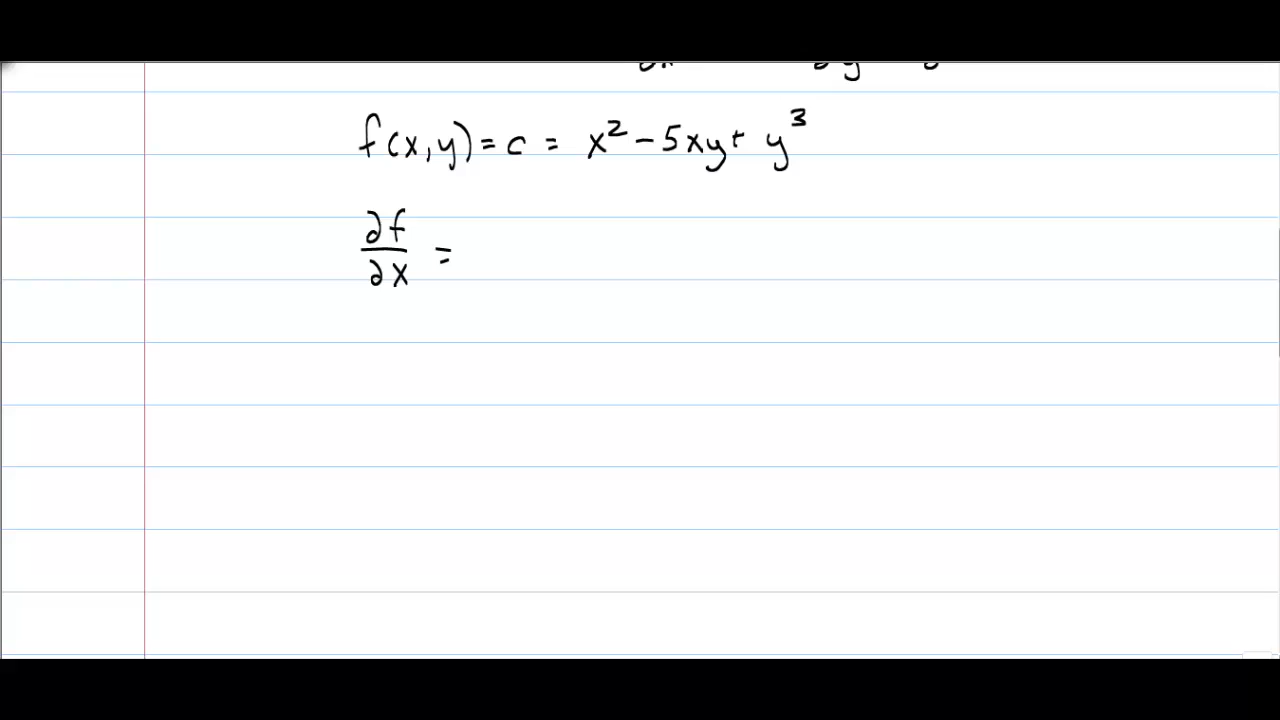 f(x,y) = c = x² - 5xy + y³
∂f/∂x =